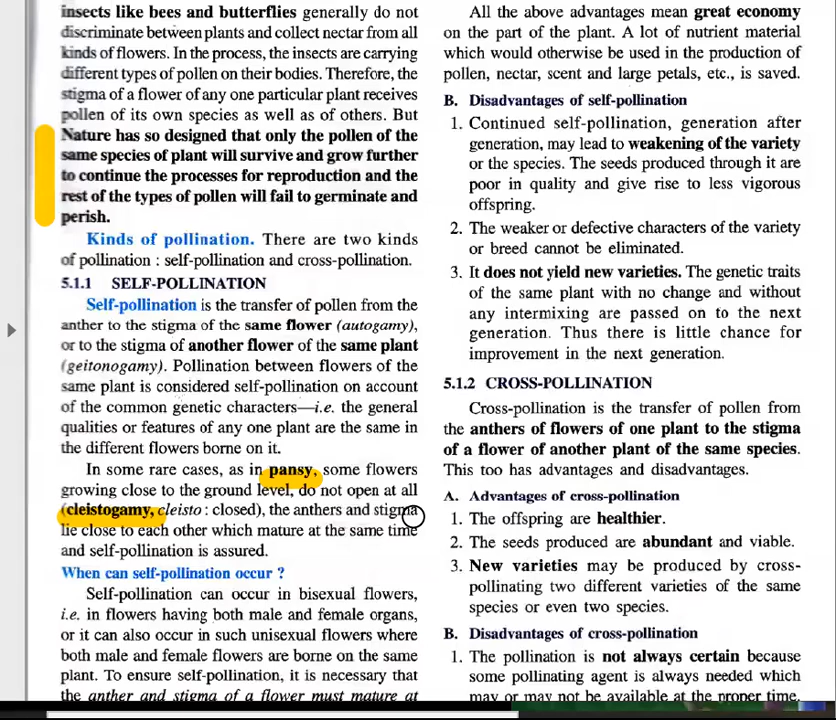 insects like bees and butterflies generally do not
discriminate between plants and collect nectar from all
kinds of flowers. In the process, the insects are carrying
different types of pollen on their bodies. Therefore, the
stigma of a flower of any one particular plant receives
pollen of its own species as well as of others. But
Nature has so designed that only the pollen of the
same species of plant will survive and grow further
to continue the processes for reproduction and the
rest of the types of pollen will fail to germinate and
perish.
Kinds of pollination. There are two kinds
of pollination : self-pollination and cross-pollination.
5.1.1 SELF-POLLINATION
Self-pollination is the transfer of pollen from the
anther to the stigma of the same flower (autogamy),
or to the stigma of another flower of the same plant
(geitonogamy). Pollination between flowers of the
same plant is considered self-pollination on account
of the common genetic characters—i.e. the general
qualities or features of any one plant are the same in
the different flowers borne on it.
In some rare cases, as in pansy, some flowers
growing close to the ground level, do not open at all
(cleistogamy, cleisto : closed), the anthers and stigma
lie close to each other which mature at the same time
and self-pollination is assured.
When can self-pollination occur ?
Self-pollination can occur in bisexual flowers,
i.e. in flowers having both male and female organs,
or it can also occur in such unisexual flowers where
both male and female flowers are borne on the same
plant. To ensure self-pollination, it is necessary that
the anther and stigma of a flower must mature at
All the above advantages mean great economy
on the part of the plant. A lot of nutrient material
which would otherwise be used in the production of
pollen, nectar, scent and large petals, etc., is saved.
B. Disadvantages of self-pollination
1. Continued self-pollination, generation after
generation, may lead to weakening of the variety
or the species. The seeds produced through it are
poor in quality and give rise to less vigorous
offspring.
2. The weaker or defective characters of the variety
or breed cannot be eliminated.
3. It does not yield new varieties. The genetic traits
of the same plant with no change and without
any intermixing are passed on to the next
generation. Thus there is little chance for
improvement in the next generation.
5.1.2 CROSS-POLLINATION
Cross-pollination is the transfer of pollen from
the anthers of flowers of one plant to the stigma
of a flower of another plant of the same species.
This too has advantages and disadvantages.
A. Advantages of cross-pollination
1. The offspring are healthier.
2. The seeds produced are abundant and viable.
3. New varieties may be produced by cross-
pollinating two different varieties of the same
species or even two species.
B. Disadvantages of cross-pollination
1. The pollination is not always certain because
some pollinating agent is always needed which
may or may not be available at the proper time.